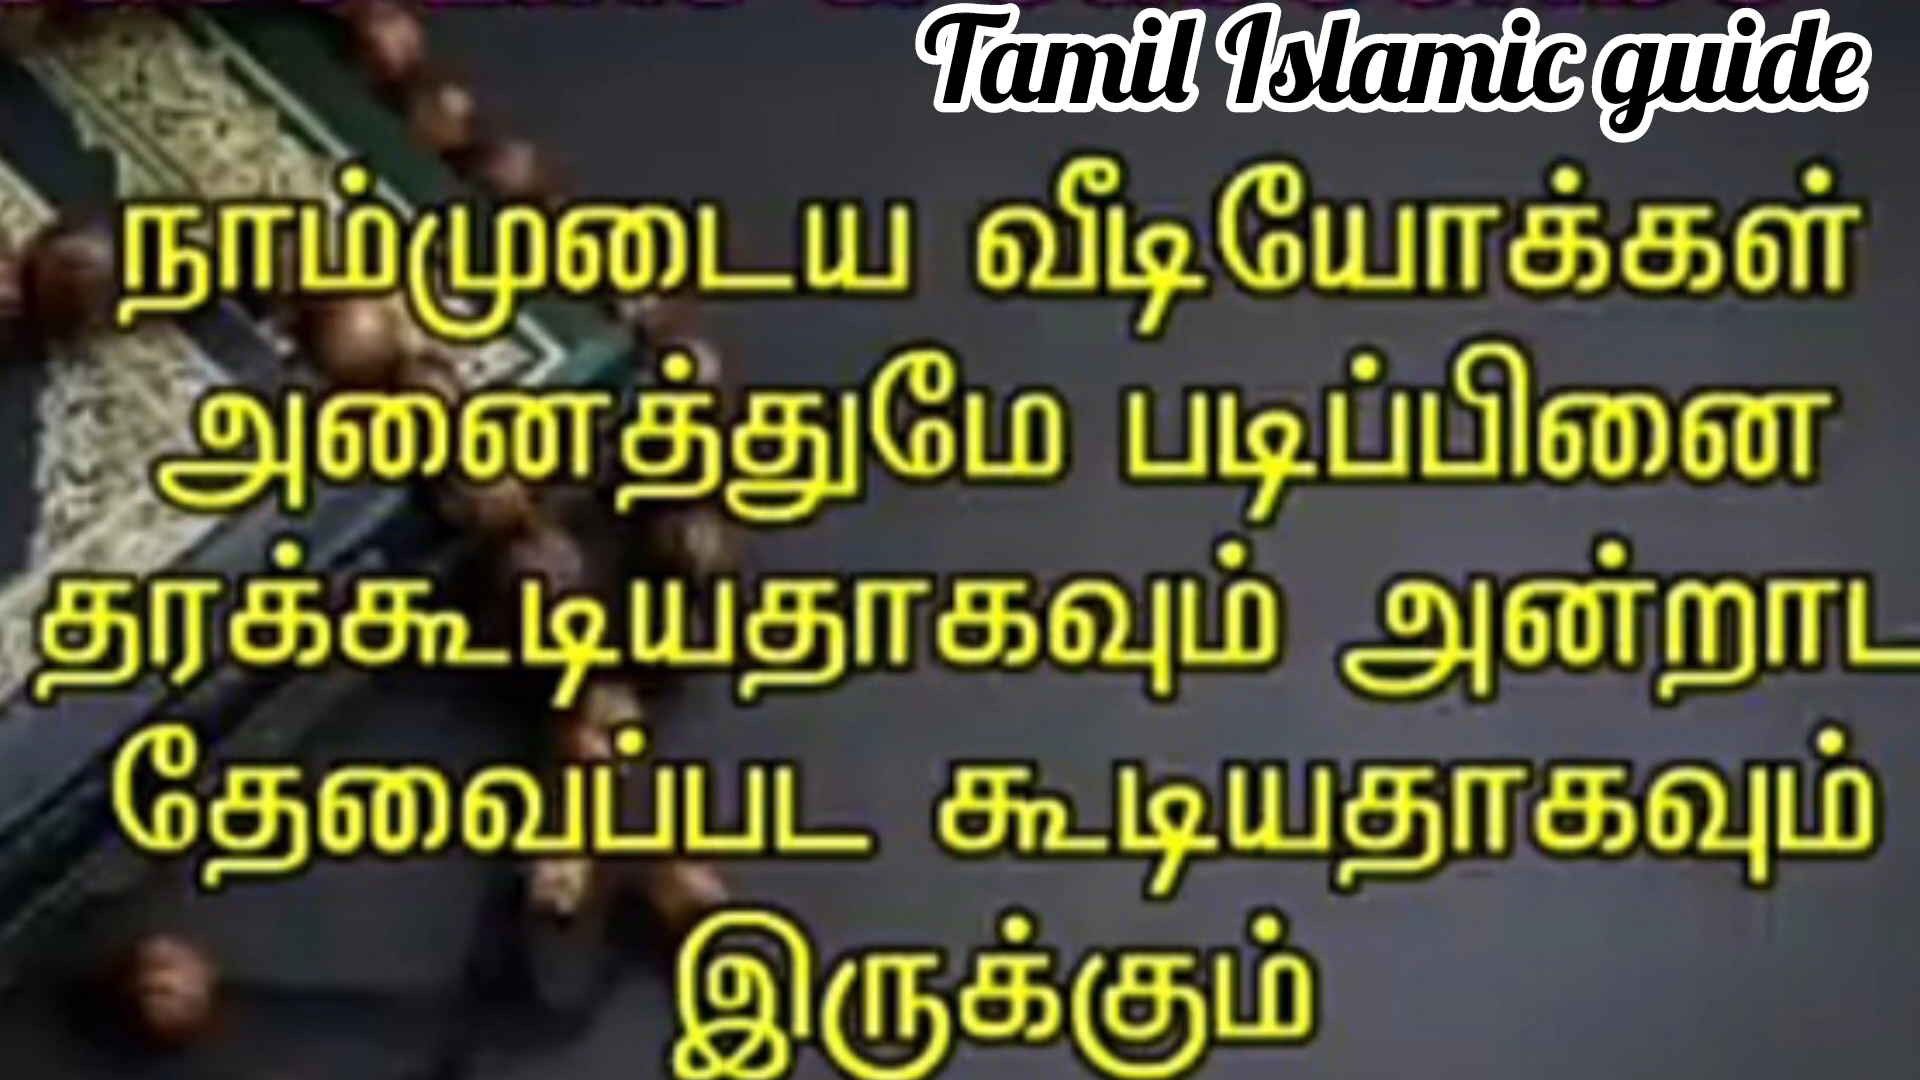 Tamil Islamic guide
நாம்முடைய வீடியோக்கள்
அனைத்துமே படிப்பினை
தரக்கூடியதாகவும் அன்றாட
தேவைப்பட கூடியதாகவும்
இருக்கும்